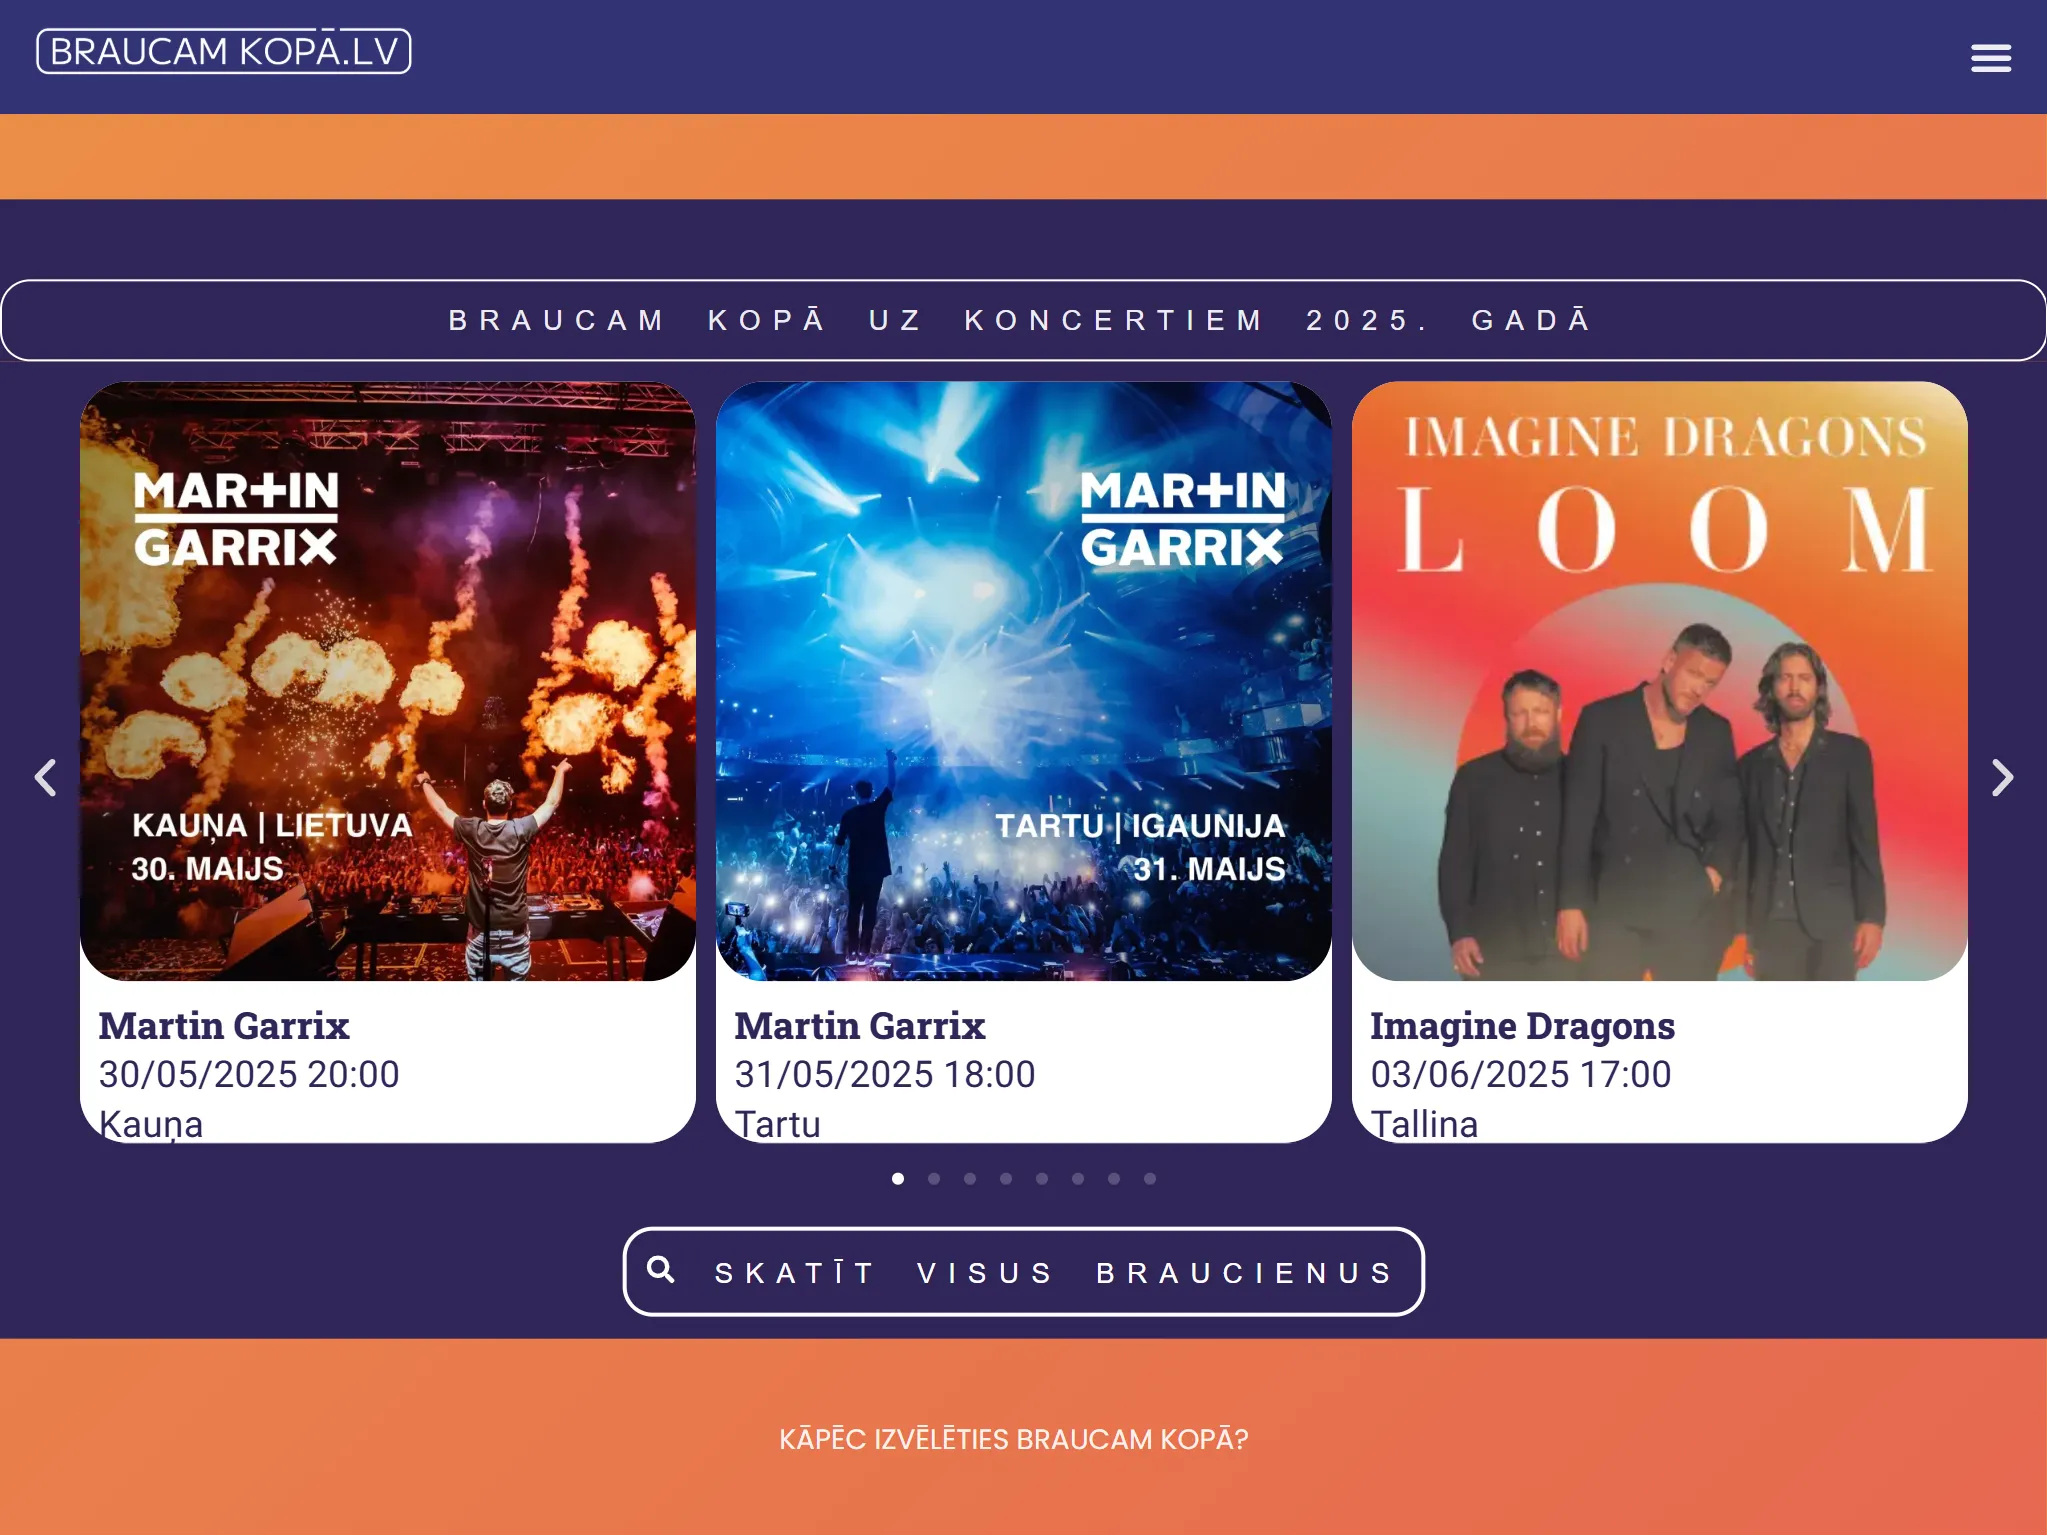 BRAUCAM KOPĀ.LV
BRAUCAM KOPĀ UZ KONCERTIEM 2025. GADĀ
MAR+IN
GARRIX
KAUŅA | LIETUVA
30. MAIJS
Martin Garrix
30/05/2025 20:00
Kauņa
MAR+IN
GARRIX
TARTU | IGAUNIJA
31. MAIJS
Martin Garrix
31/05/2025 18:00
Tartu
IMAGINE DRAGONS
LOOM
Imagine Dragons
03/06/2025 17:00
Tallina
SKATĪT VISUS BRAUCIENUS
KĀPĒC IZVĒLĒTIES BRAUCAM KOPĀ?